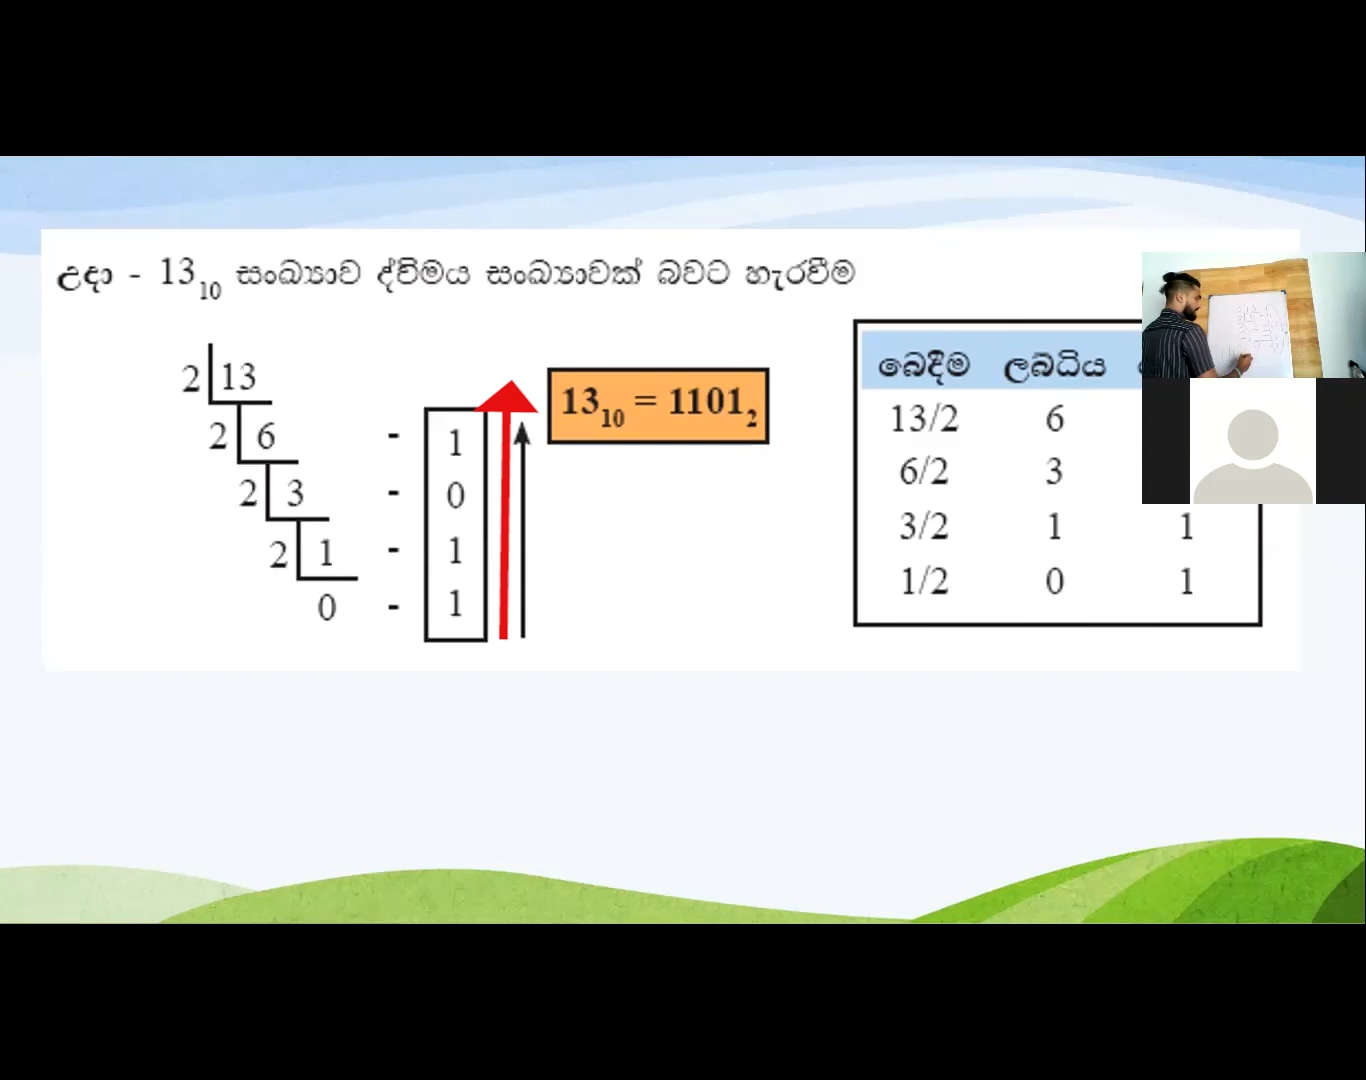 උදා - 13₁₀ සංඛ්‍යාව ද්විමය සංඛ්‍යාවක් බවට හැරවීම
2 13
2 6 - 1
2 3 - 0
2 1 - 1
0 - 1
13₁₀ = 1101₂
බෙදීම ලබ්ධිය
13/2 6
6/2 3
3/2 1 1
1/2 0 1